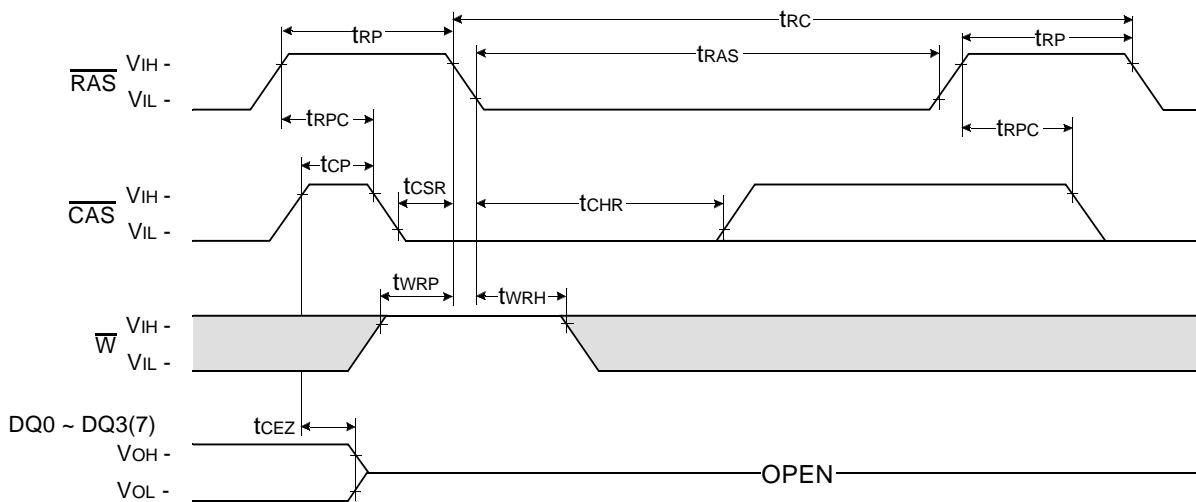 tRC
tRP
tRP
VIH -
RAS
VIL -
tRAS
tRPC
tRPC
tCP
VIH -
CAS
VIL -
tCSR
tCHR
tWRP
tWRH
VIH -
W
VIL -
DQ0 ~ DQ3(7)
tCEZ
VOH -
VOL -
OPEN